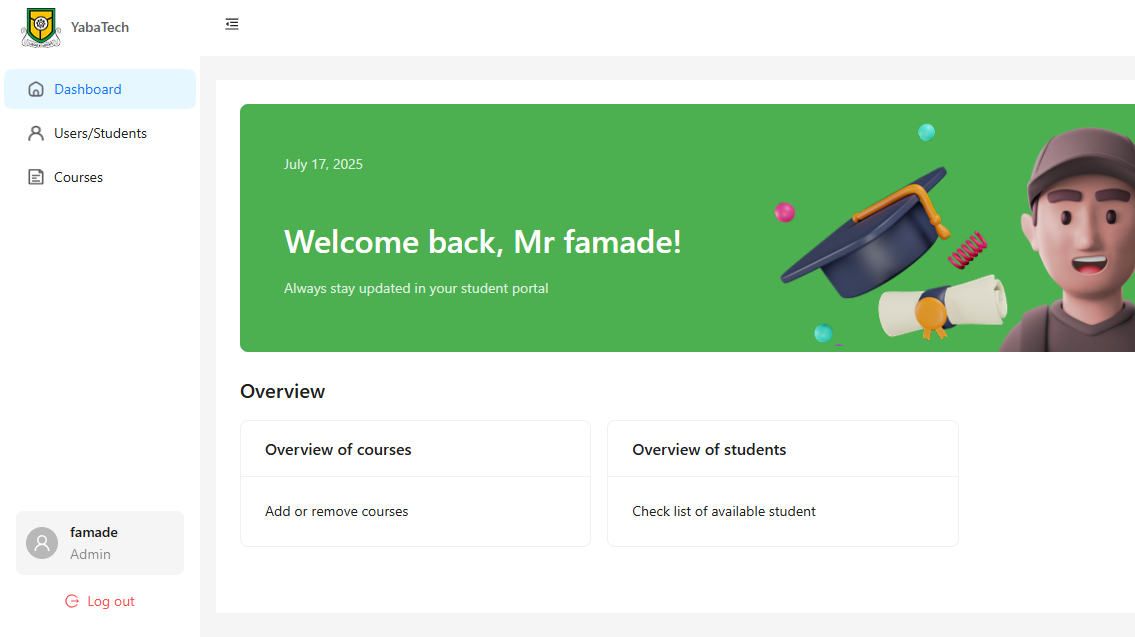 YabaTech
Dashboard
Users/Students
Courses
July 17, 2025
Welcome back, Mr famade!
Always stay updated in your student portal
Overview
Overview of courses
Add or remove courses
Overview of students
Check list of available student
famade
Admin
Log out